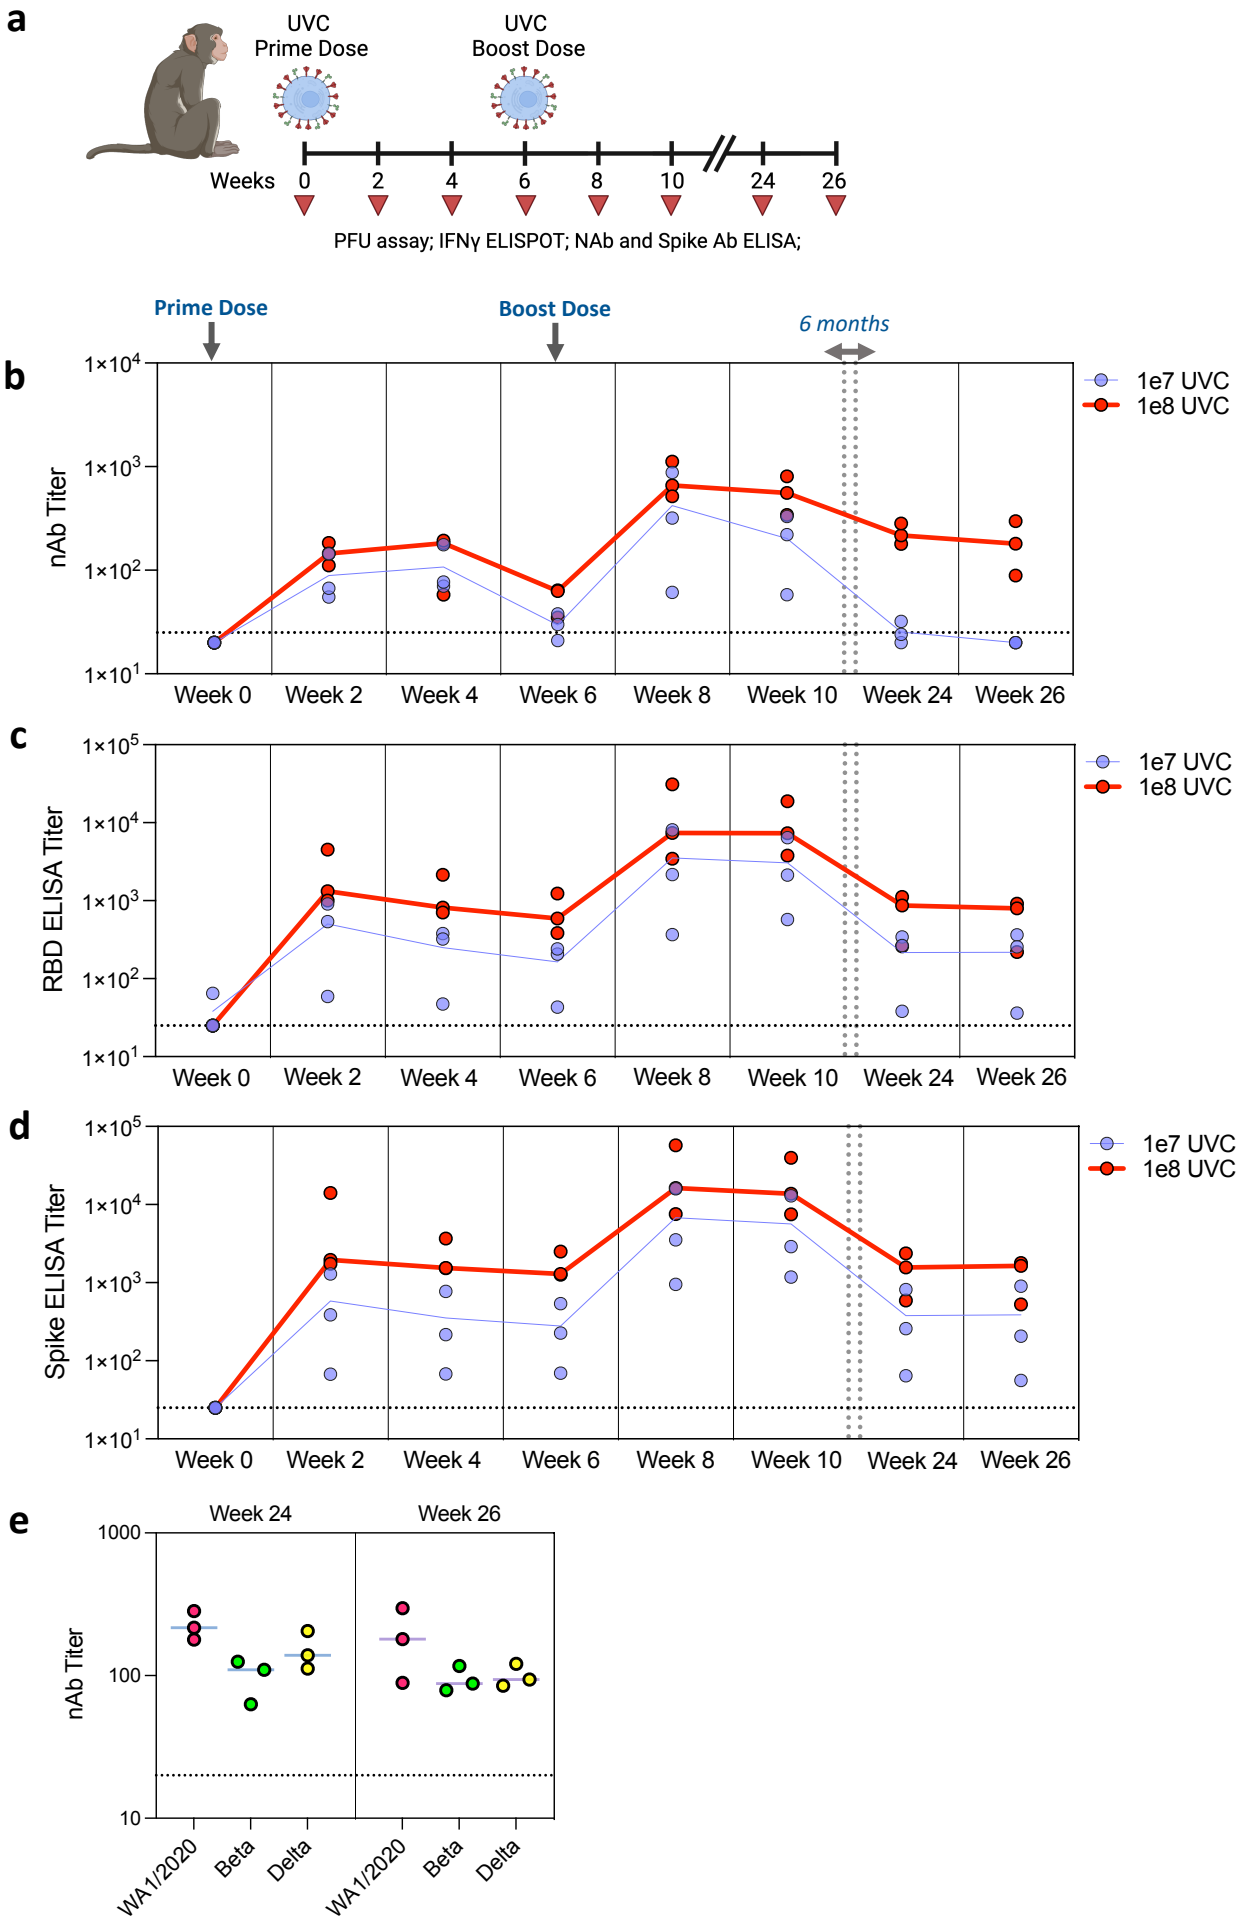 a
UVC
Prime Dose
UVC
Boost Dose
Weeks 0 2 4 6 8 10 24 26
PFU assay; IFNγ ELISPOT; NAb and Spike Ab ELISA;
Prime Dose
Boost Dose
6 months
b
nAb Titer
1×10⁴
1×10³
1×10²
1×10¹
Week 0 Week 2 Week 4 Week 6 Week 8 Week 10 Week 24 Week 26
1e7 UVC
1e8 UVC
c
RBD ELISA Titer
1×10⁵
1×10⁴
1×10³
1×10²
1×10¹
Week 0 Week 2 Week 4 Week 6 Week 8 Week 10 Week 24 Week 26
1e7 UVC
1e8 UVC
d
Spike ELISA Titer
1×10⁵
1×10⁴
1×10³
1×10²
1×10¹
Week 0 Week 2 Week 4 Week 6 Week 8 Week 10 Week 24 Week 26
1e7 UVC
1e8 UVC
e
Week 24 Week 26
nAb Titer
1000
100
10
WA1/2020 Beta Delta WA1/2020 Beta Delta